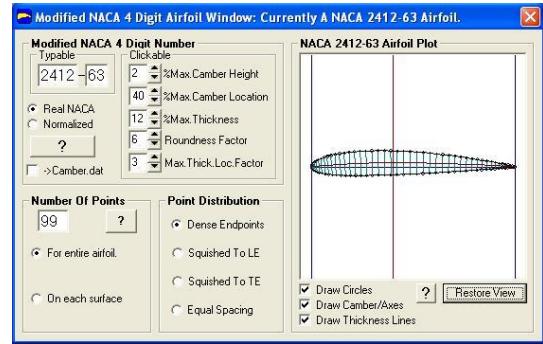 Modified NACA 4 Digit Airfoil Window: Currently A NACA 2412-63 Airfoil.
Modified NACA 4 Digit Number
Typable
2412 - 63
Real NACA
Normalized
?
->Camber.dat
Clickable
2 %Max.Camber Height
40 %Max.Camber Location
12 %Max.Thickness
6 Roundness Factor
3 Max.Thick.Loc.Factor
Number Of Points
99 ?
For entire airfoil.
On each surface
Point Distribution
Dense Endpoints
Squished To LE
Squished To TE
Equal Spacing
NACA 2412-63 Airfoil Plot
Draw Circles
Draw Camber/Axes
Draw Thickness Lines
?
Restore View